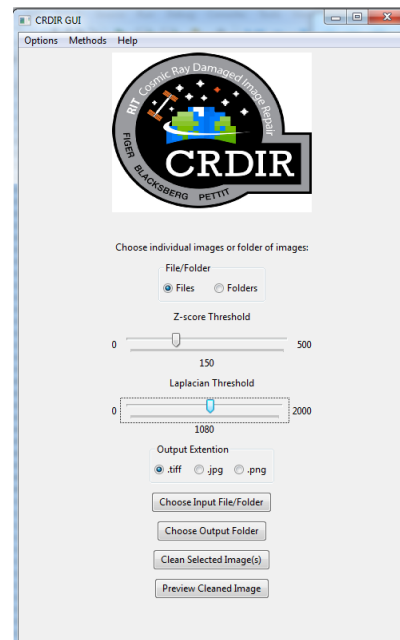 CRDIR GUI
Options Methods Help
RIT Cosmic Ray Damaged Image Repair
CRDIR
FIGER BLACKSBERG PETTIT
Choose individual images or folder of images:
File/Folder
Files Folders
Z-score Threshold
0 500
150
Laplacian Threshold
0 2000
1080
Output Extention
.tiff .jpg .png
Choose Input File/Folder
Choose Output Folder
Clean Selected Image(s)
Preview Cleaned Image